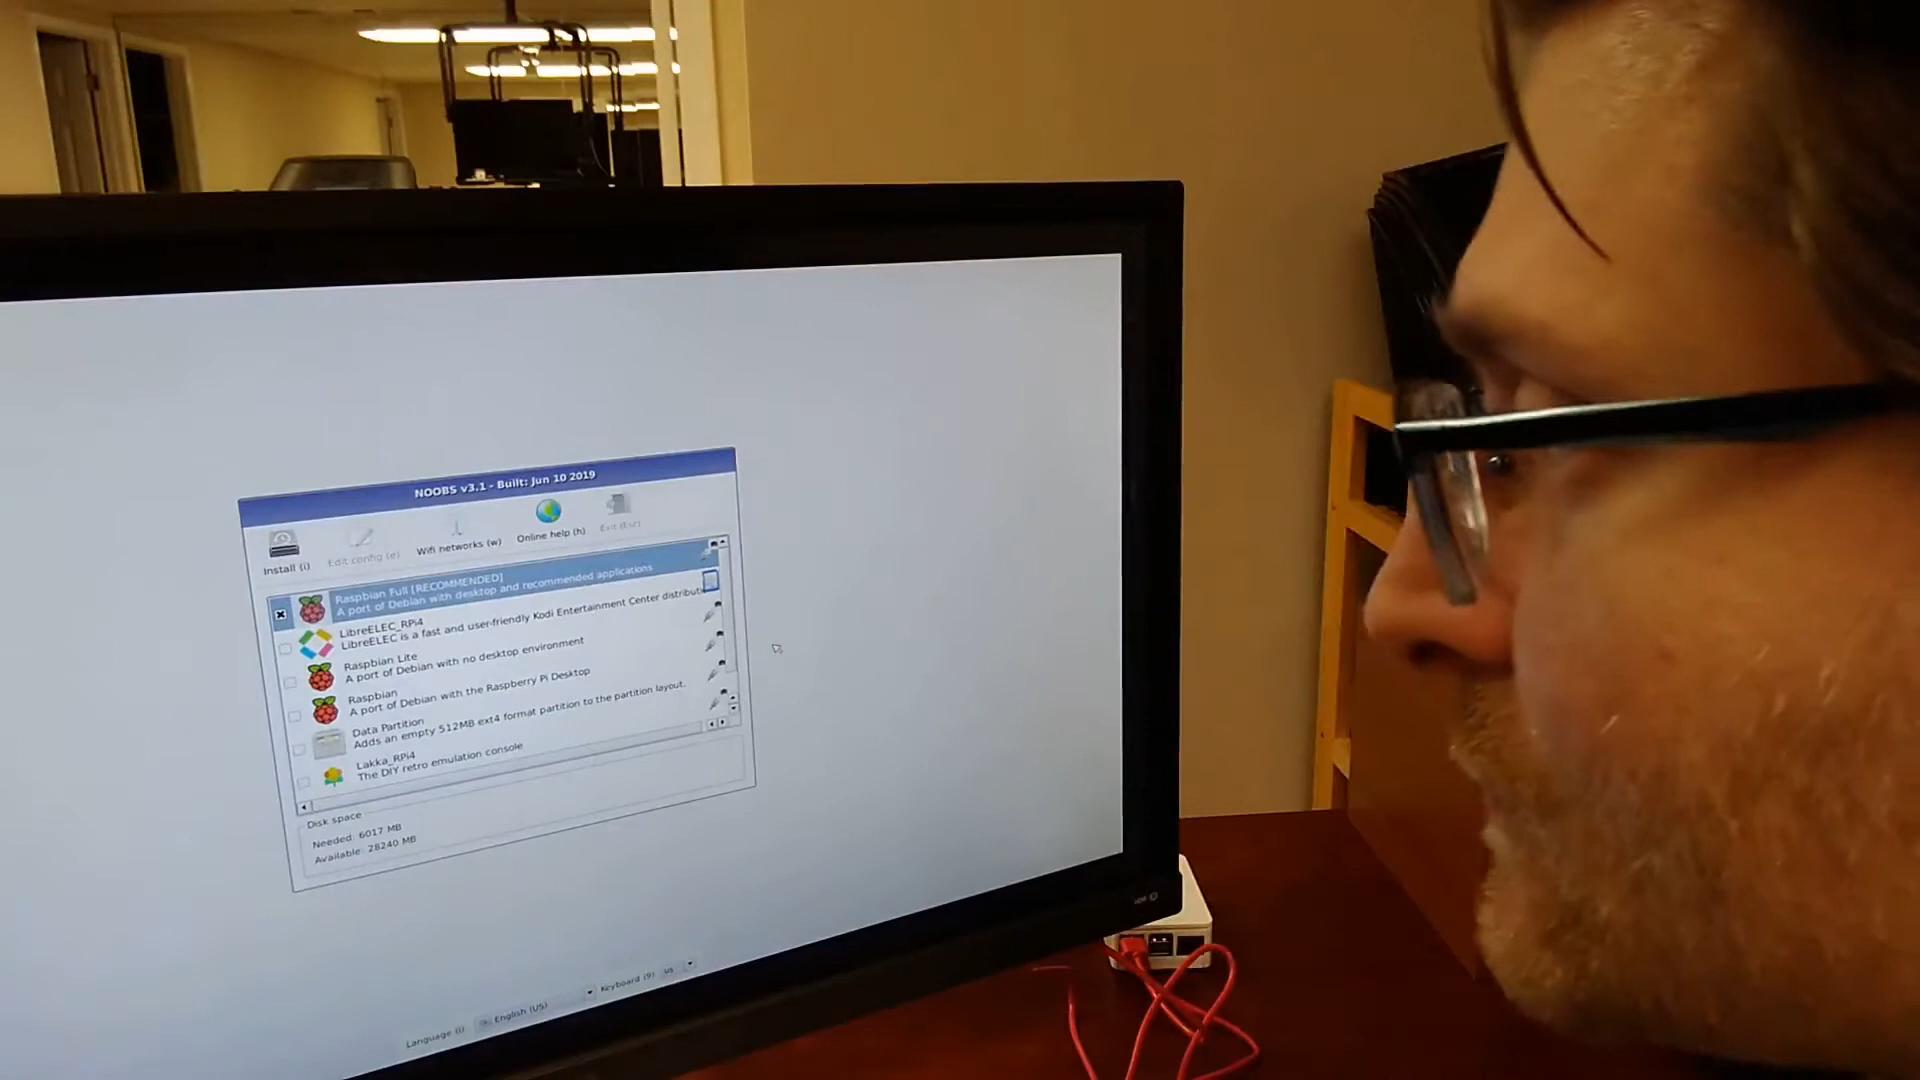 NOOBS v3.1 - Built: Jun 10 2019
Install (i)
Edit config (e)
Wifi networks (w)
Online help (h)
Exit (Esc)
Raspbian Full [RECOMMENDED]
A port of Debian with desktop and recommended applications
LibreELEC_RPi4
LibreELEC is a fast and user-friendly Kodi Entertainment Center distributi
Raspbian Lite
A port of Debian with no desktop environment
Raspbian
A port of Debian with the Raspberry Pi Desktop
Data Partition
Adds an empty 512MB ext4 format partition to the partition layout.
Lakka_RPi4
The DIY retro emulation console
Disk space
Needed: 6017 MB
Available: 28240 MB
Language (l)
English (US)
Keyboard (9)
us